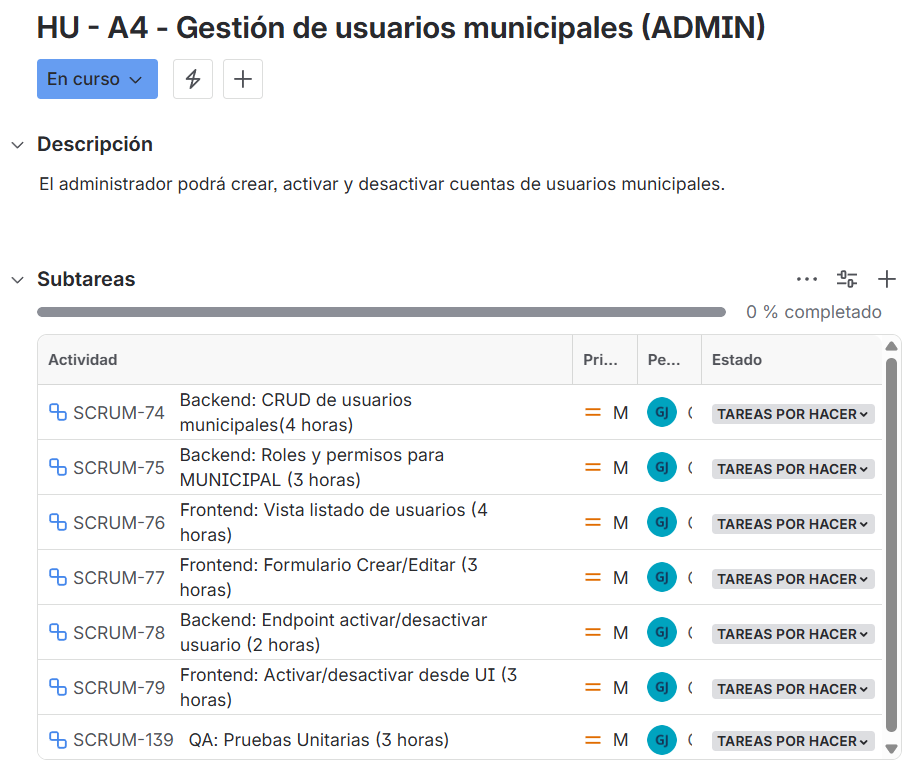 HU - A4 - Gestión de usuarios municipales (ADMIN)
En curso
Descripción
El administrador podrá crear, activar y desactivar cuentas de usuarios municipales.
Subtareas
0 % completado
Actividad Pri... Pe... Estado
SCRUM-74 Backend: CRUD de usuarios
municipales(4 horas) M GJ TAREAS POR HACER
SCRUM-75 Backend: Roles y permisos para
MUNICIPAL (3 horas) M GJ TAREAS POR HACER
SCRUM-76 Frontend: Vista listado de usuarios (4
horas) M GJ TAREAS POR HACER
SCRUM-77 Frontend: Formulario Crear/Editar (3
horas) M GJ TAREAS POR HACER
SCRUM-78 Backend: Endpoint activar/desactivar
usuario (2 horas) M GJ TAREAS POR HACER
SCRUM-79 Frontend: Activar/desactivar desde UI (3
horas) M GJ TAREAS POR HACER
SCRUM-139 QA: Pruebas Unitarias (3 horas) M GJ TAREAS POR HACER